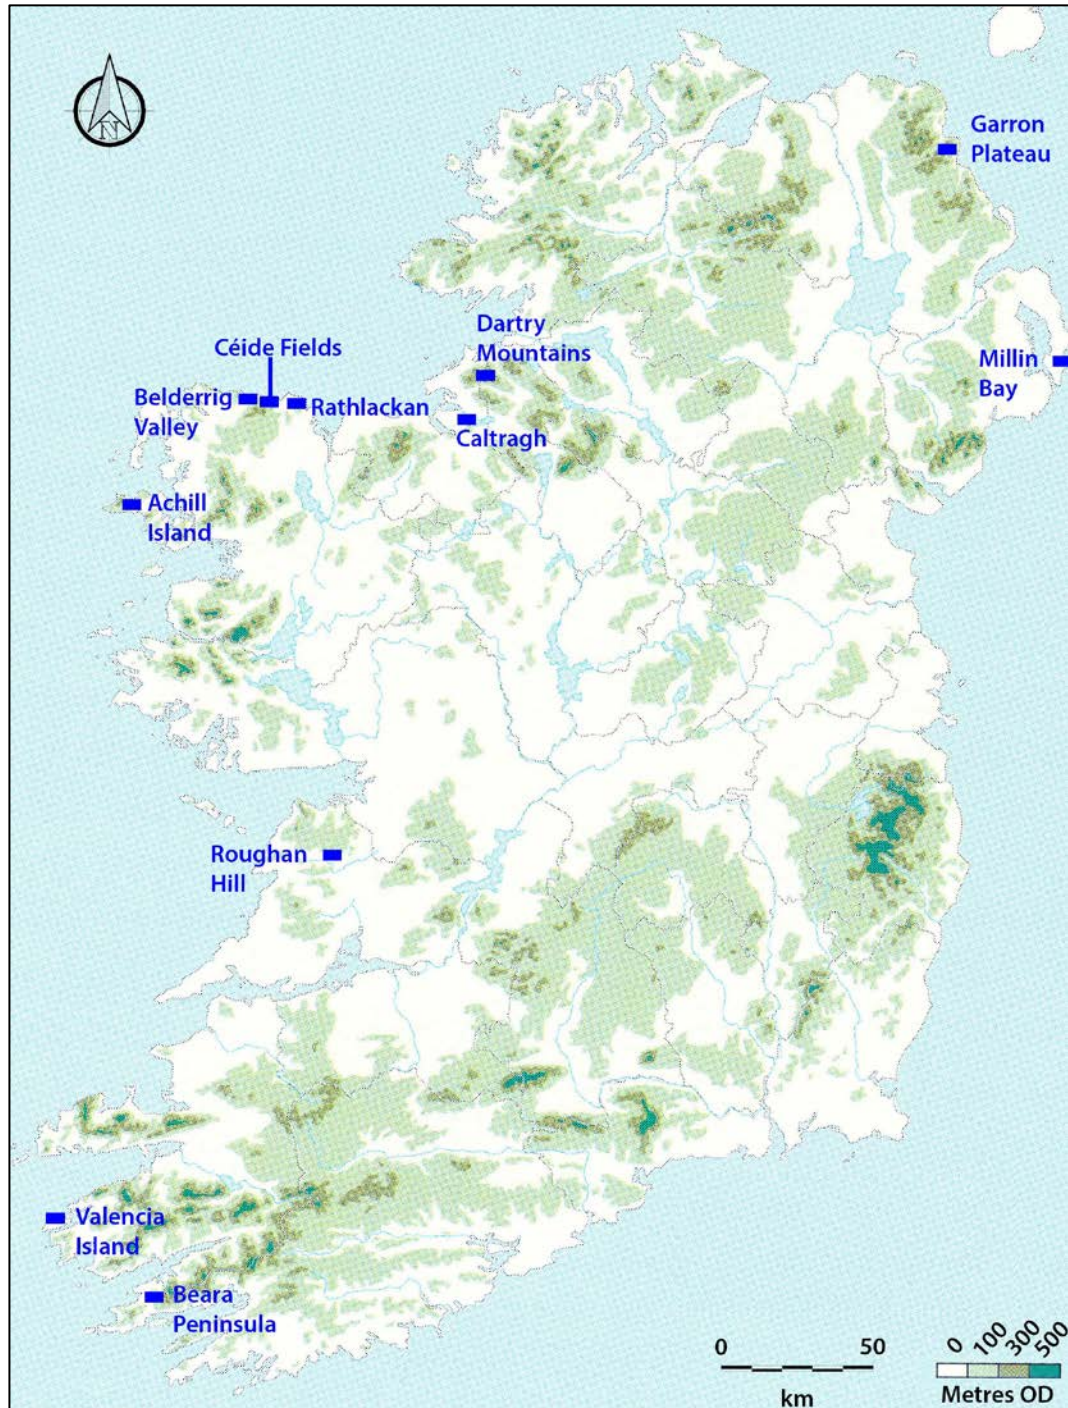 N
Garron
Plateau
Dartry
Mountains
Céide Fields
Millin
Bay
Belderrig
Valley
Rathlackan
Caltragh
Achill
Island
Roughan
Hill
Valencia
Island
Beara
Peninsula
0 50
km
0 100 300 500
Metres OD